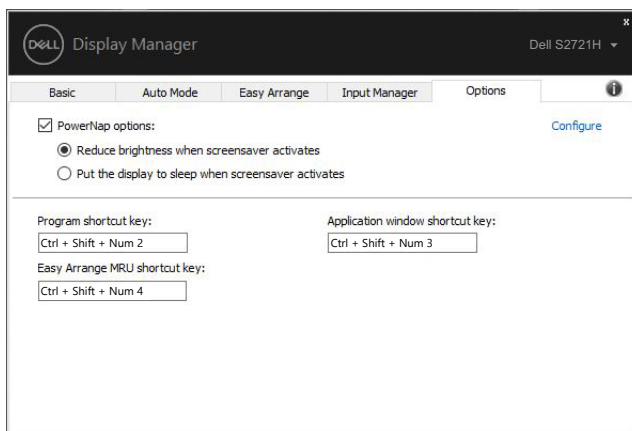 x
DELL Display Manager Dell S2721H
Basic Auto Mode Easy Arrange Input Manager Options
PowerNap options: Configure
Reduce brightness when screensaver activates
Put the display to sleep when screensaver activates
Program shortcut key: Application window shortcut key:
Ctrl + Shift + Num 2 Ctrl + Shift + Num 3
Easy Arrange MRU shortcut key:
Ctrl + Shift + Num 4